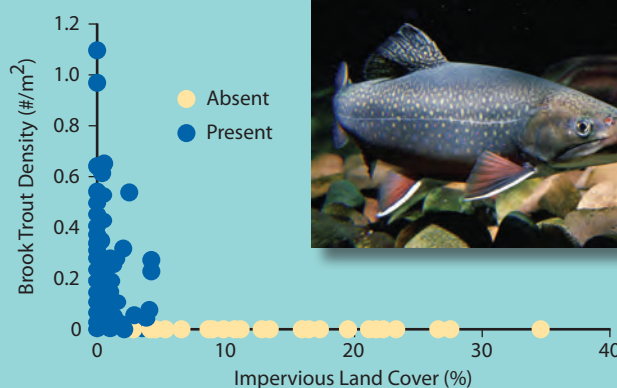 1.2
1.0
0.8
0.6
0.4
0.2
0
Brook Trout Density (#/m²)
Absent
Present
0 10 20 30 40
Impervious Land Cover (%)